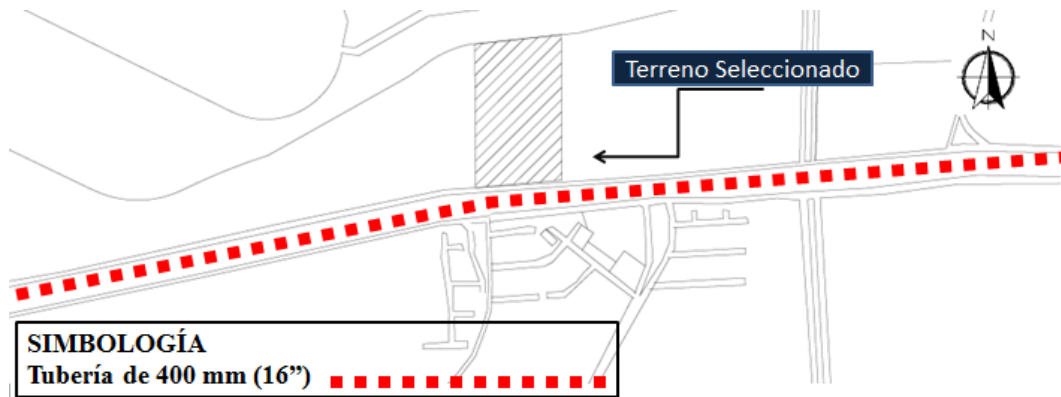 Terreno Seleccionado
N
SIMBOLOGÍA
Tubería de 400 mm (16”)